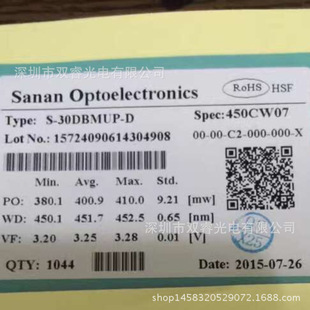 深圳市双睿光电有限公司
Sanan Optoelectronics
RoHS HSF
Type: S-30DBMUP-D Spec:450CW07
Lot No.:15724090614304908 00-00-C2-000-000-X
PO: 380.1 400.9 410.0 9.21 [mw]
WD: 450.1 451.7 452.5 0.65 [nm]
深圳市双睿光电有限公司
VF: 3.20 3.25 3.28 0.01 [V]
QTY: 1044 Date:2015-07-26
shop1458320529072.1688.com